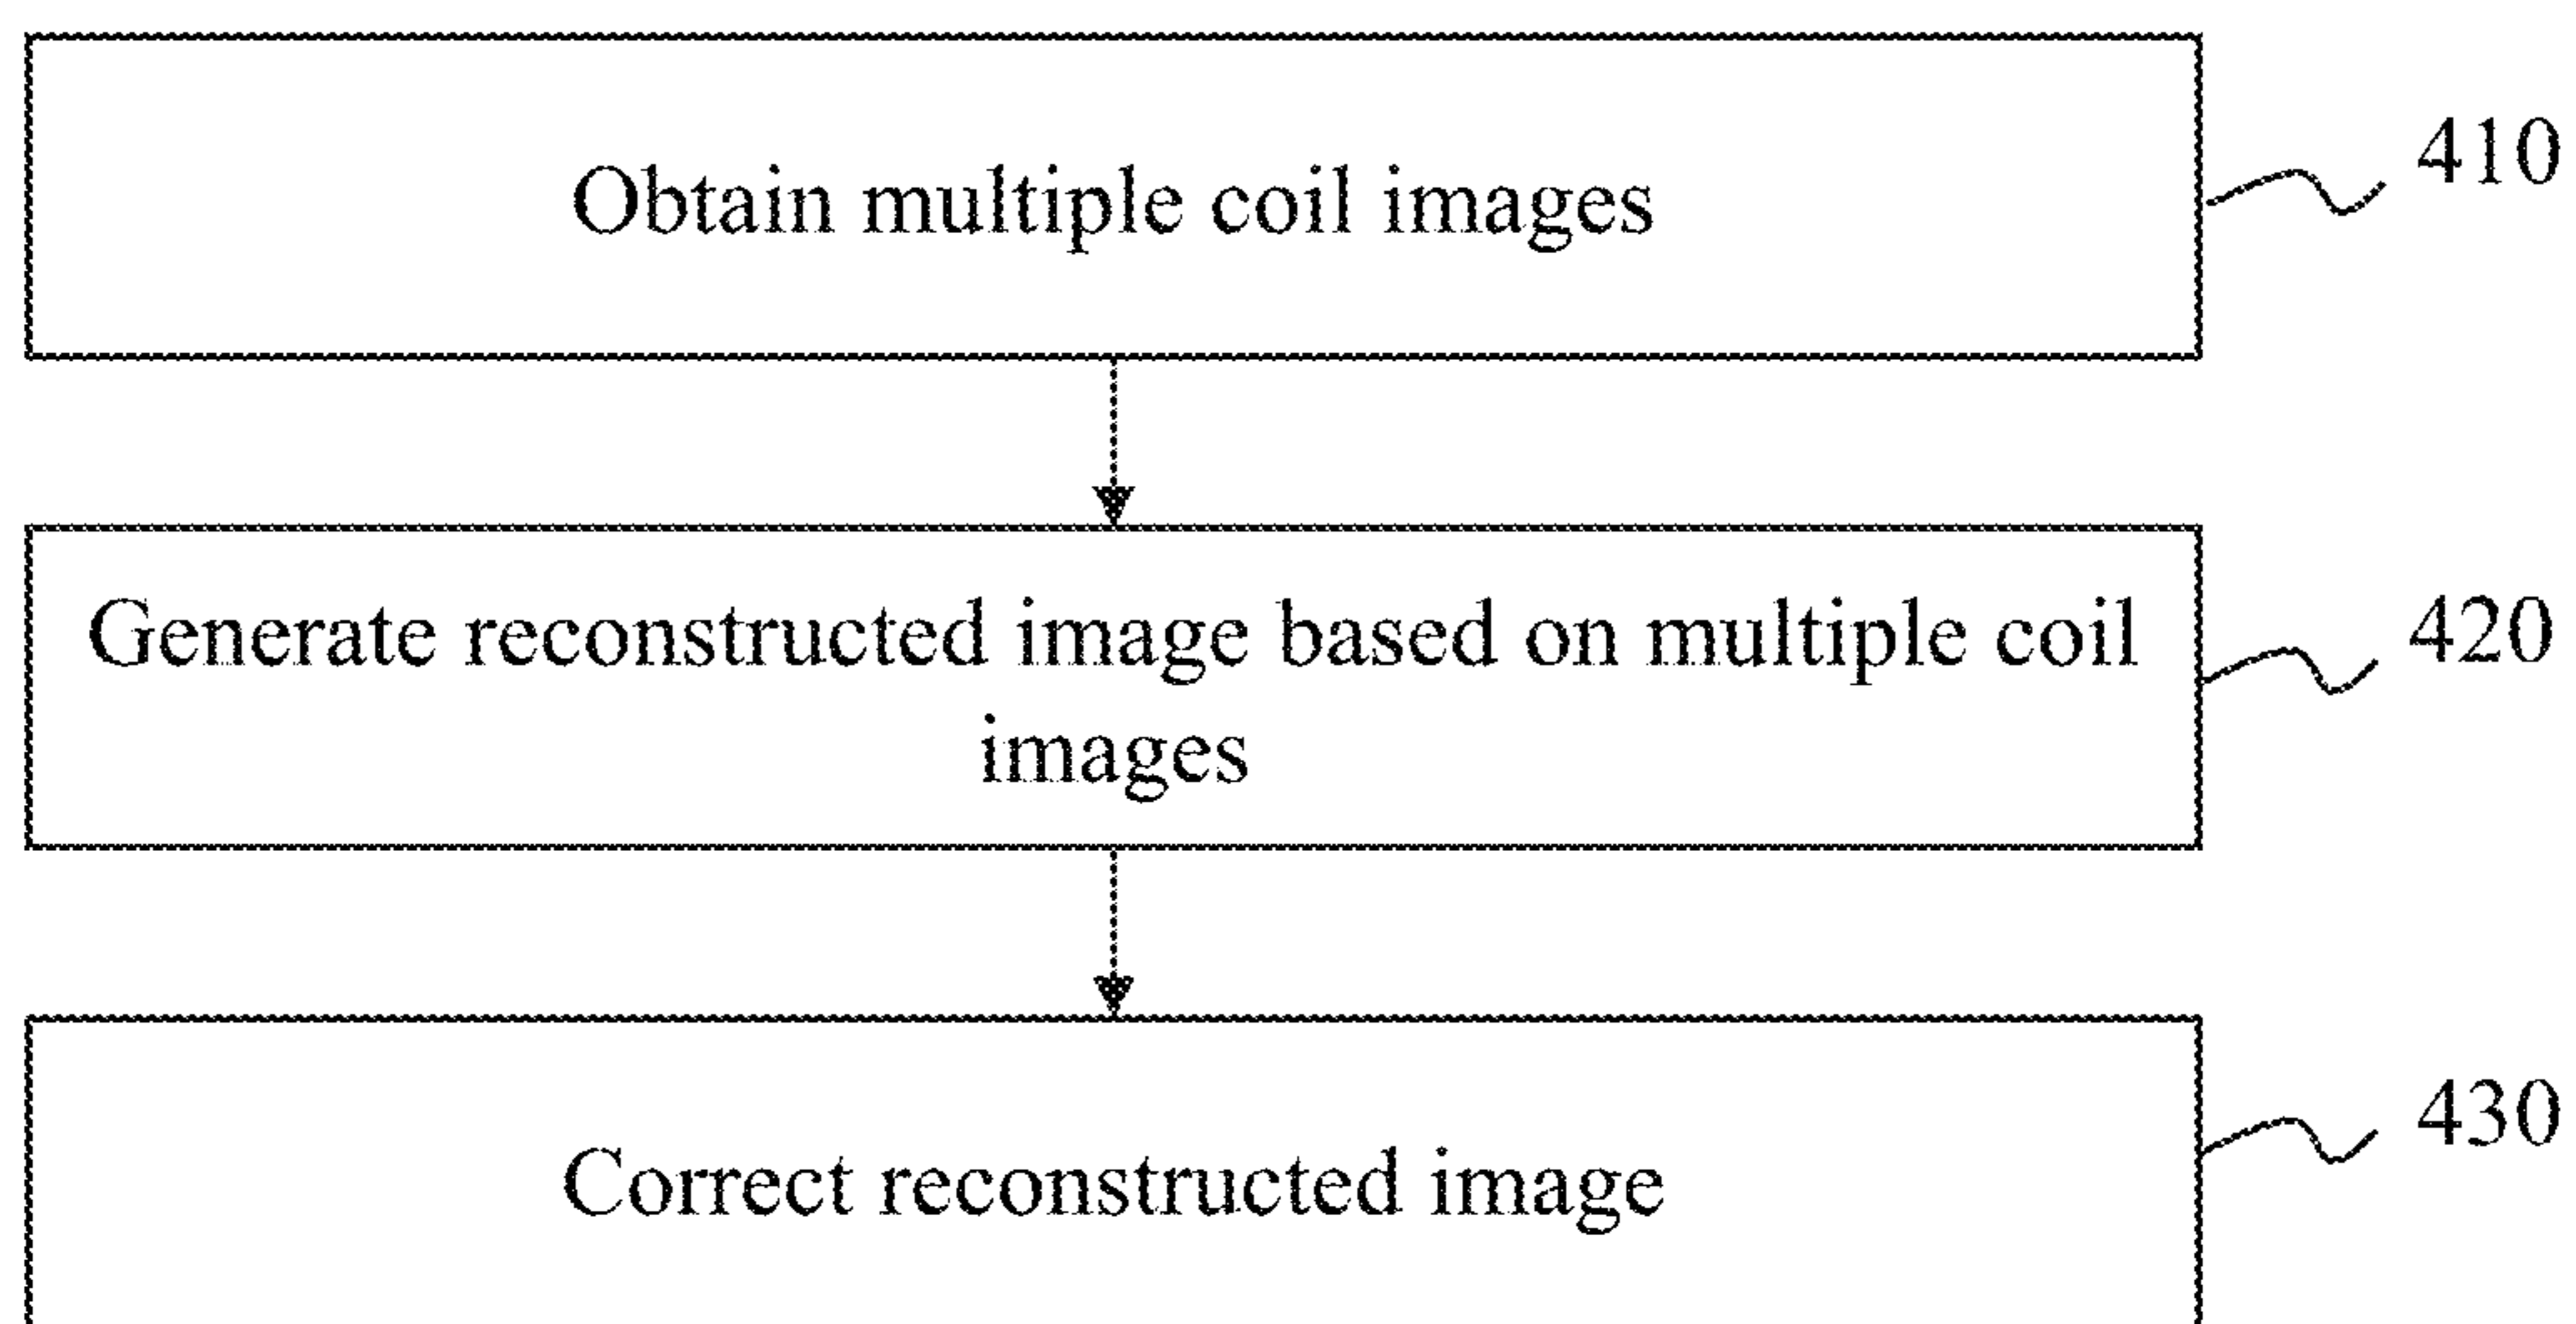 Obtain multiple coil images
410
Generate reconstructed image based on multiple coil
images
420
Correct reconstructed image
430